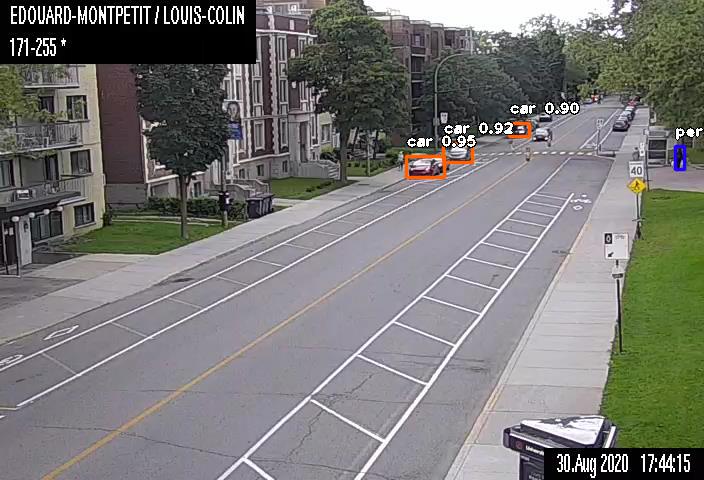 EDOUARD-MONTPETIT / LOUIS-COLIN
171-255 *
car 0.90
car 0.92
car 0.95
per
40
30.Aug 2020 17:44:15